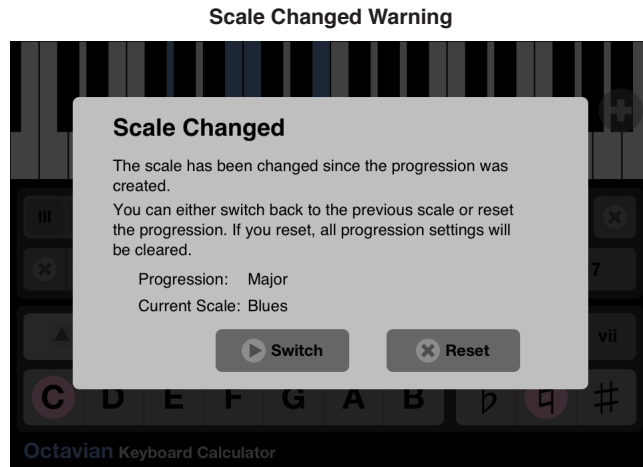 Scale Changed Warning
Scale Changed
The scale has been changed since the progression was
created.
You can either switch back to the previous scale or reset
the progression. If you reset, all progression settings will
be cleared.
Progression: Major
Current Scale: Blues
Switch Reset
III
7
vii
C D E F G A B ♭ ♮ ♯
Octavian Keyboard Calculator